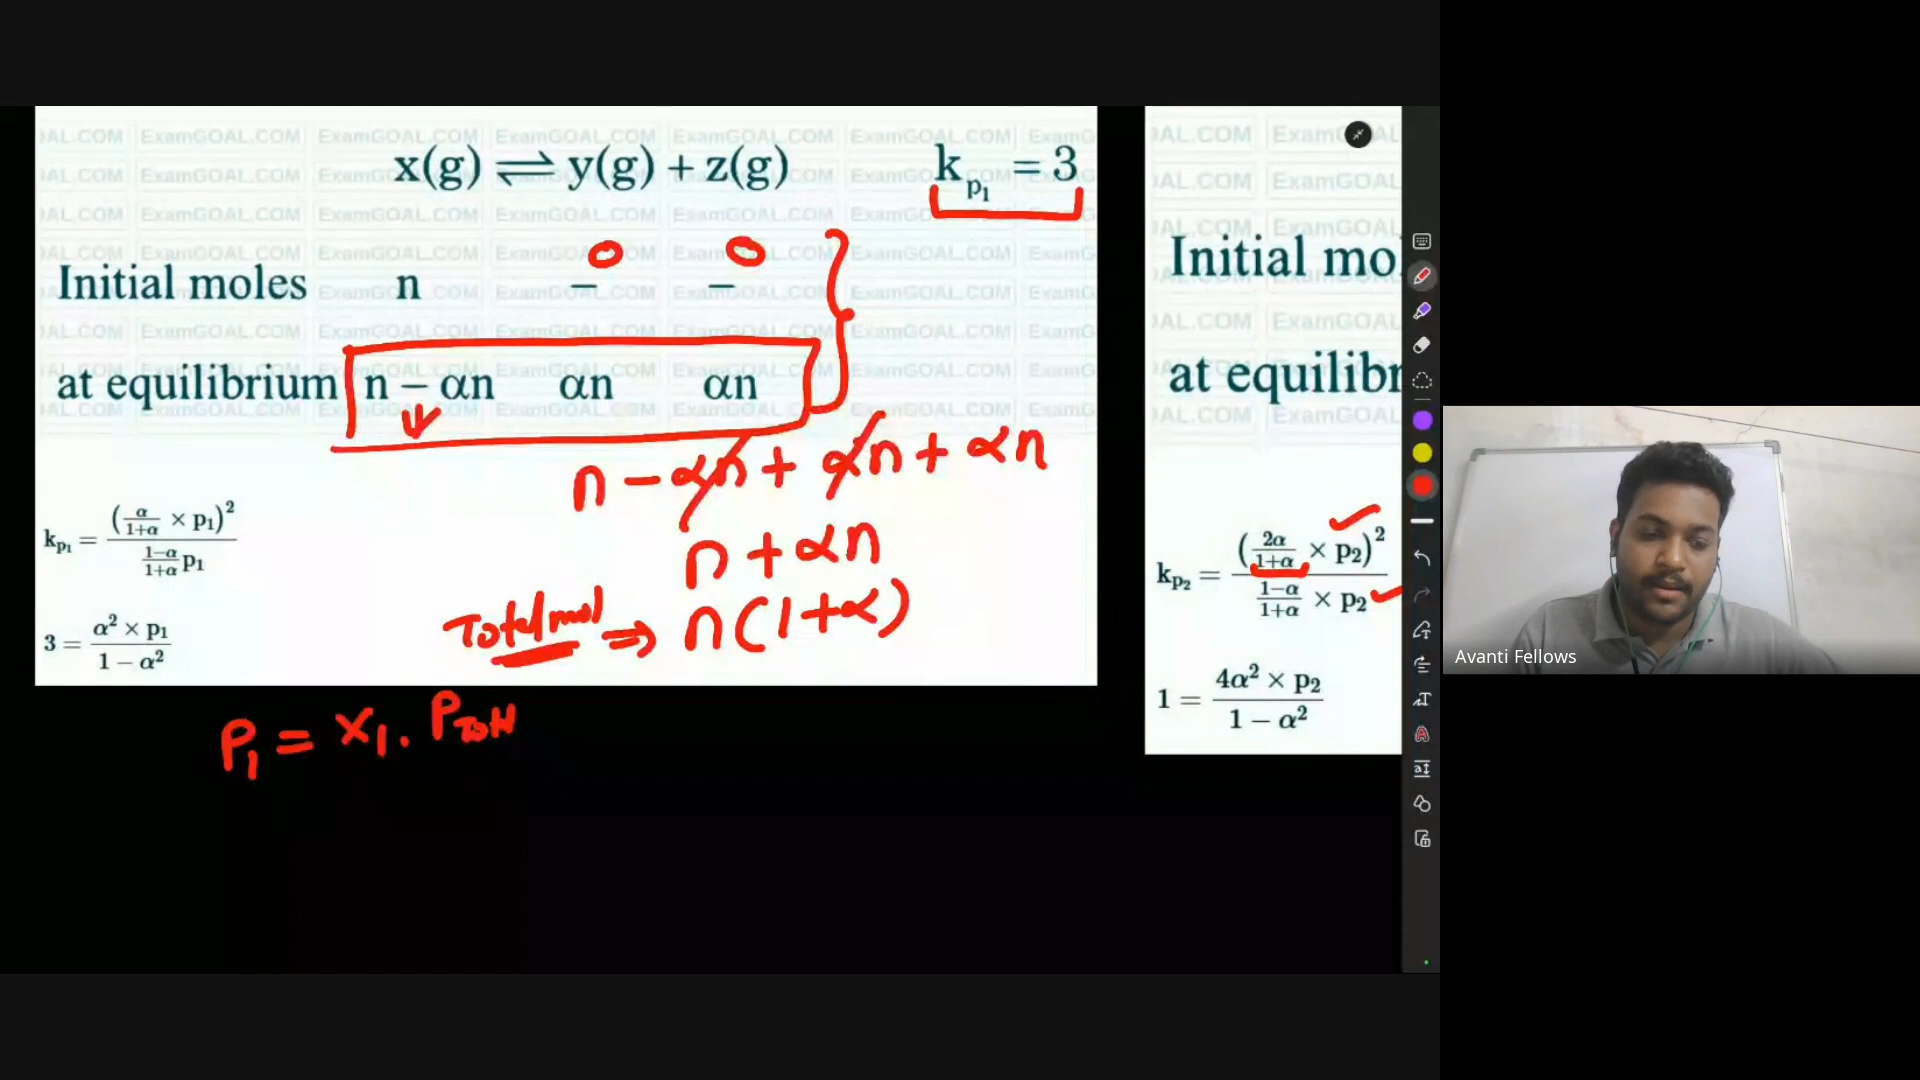 x(g) ⇌ y(g) + z(g) k_p₁ = 3
0 0
Initial moles n – –
at equilibrium n – αn αn αn
n – αn + αn + αn
n + αn
Total mol ⇒ n(1+α)
k_p₁ = (α/(1+α) × p₁)² / ((1−α)/(1+α) p₁)
3 = (α² × p₁) / (1 − α²)
P₁ = x₁ . P
Initial mo
at equilibr
k_p₂ = (2α/(1+α) × p₂)² / ((1−α)/(1+α) × p₂)
1 = (4α² × p₂) / (1 − α²)
ExamGOAL.COM
Avanti Fellows